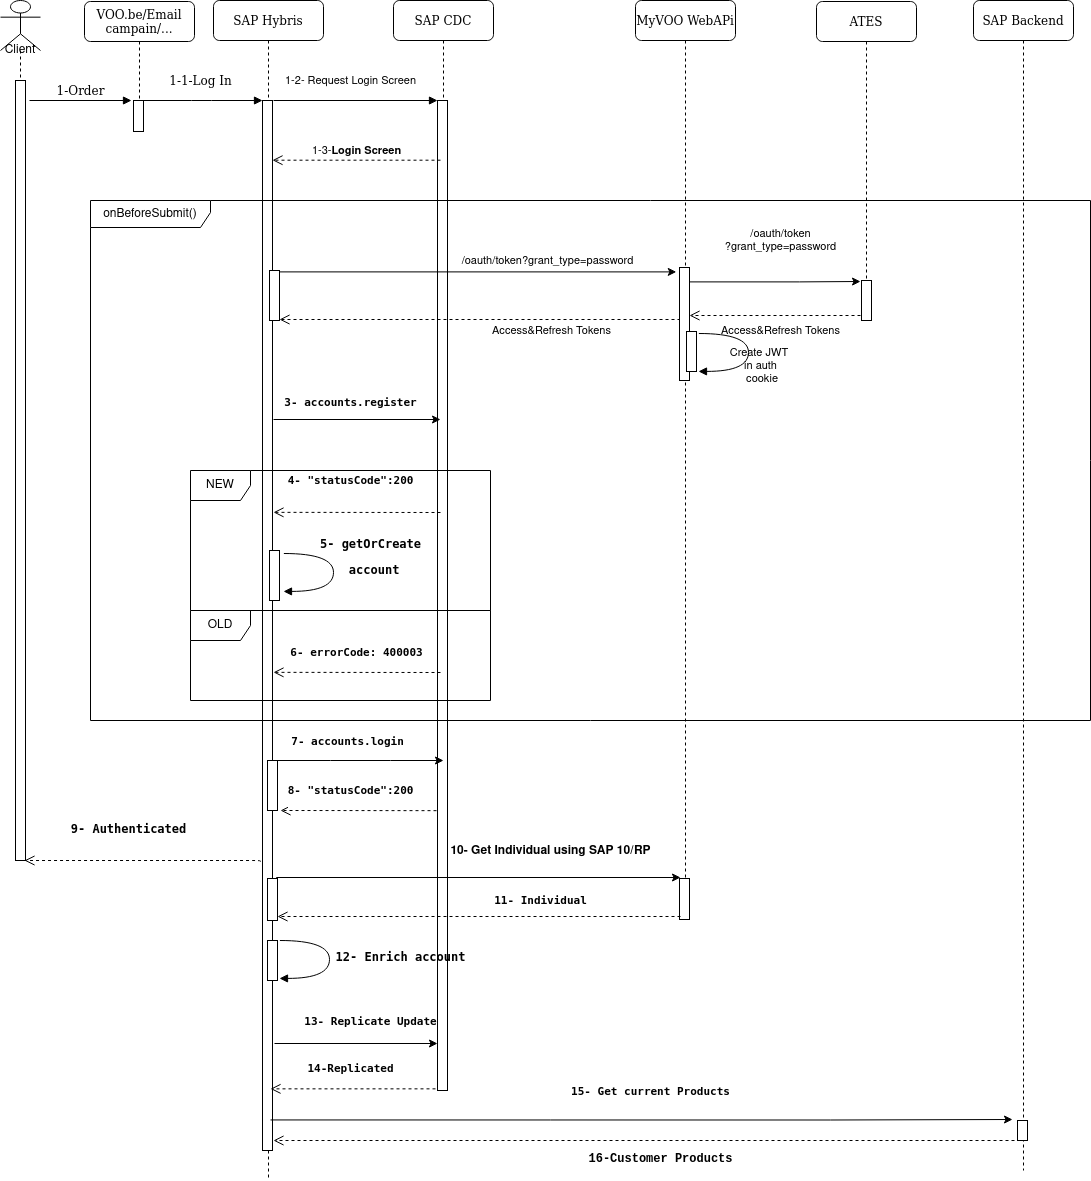 VOO.be/Email
campain/...
SAP Hybris
SAP CDC
MyVOO WebAPi
ATES
SAP Backend
Client
1-Order
1-1-Log In
1-2- Request Login Screen
1-3-Login Screen
onBeforeSubmit()
/oauth/token
?grant_type=password
/oauth/token?grant_type=password
Access&Refresh Tokens
Access&Refresh Tokens
Create JWT
in auth
cookie
3- accounts.register
NEW
4- "statusCode":200
5- getOrCreate
account
OLD
6- errorCode: 400003
7- accounts.login
8- "statusCode":200
9- Authenticated
10- Get Individual using SAP 10/RP
11- Individual
12- Enrich account
13- Replicate Update
14-Replicated
15- Get current Products
16-Customer Products